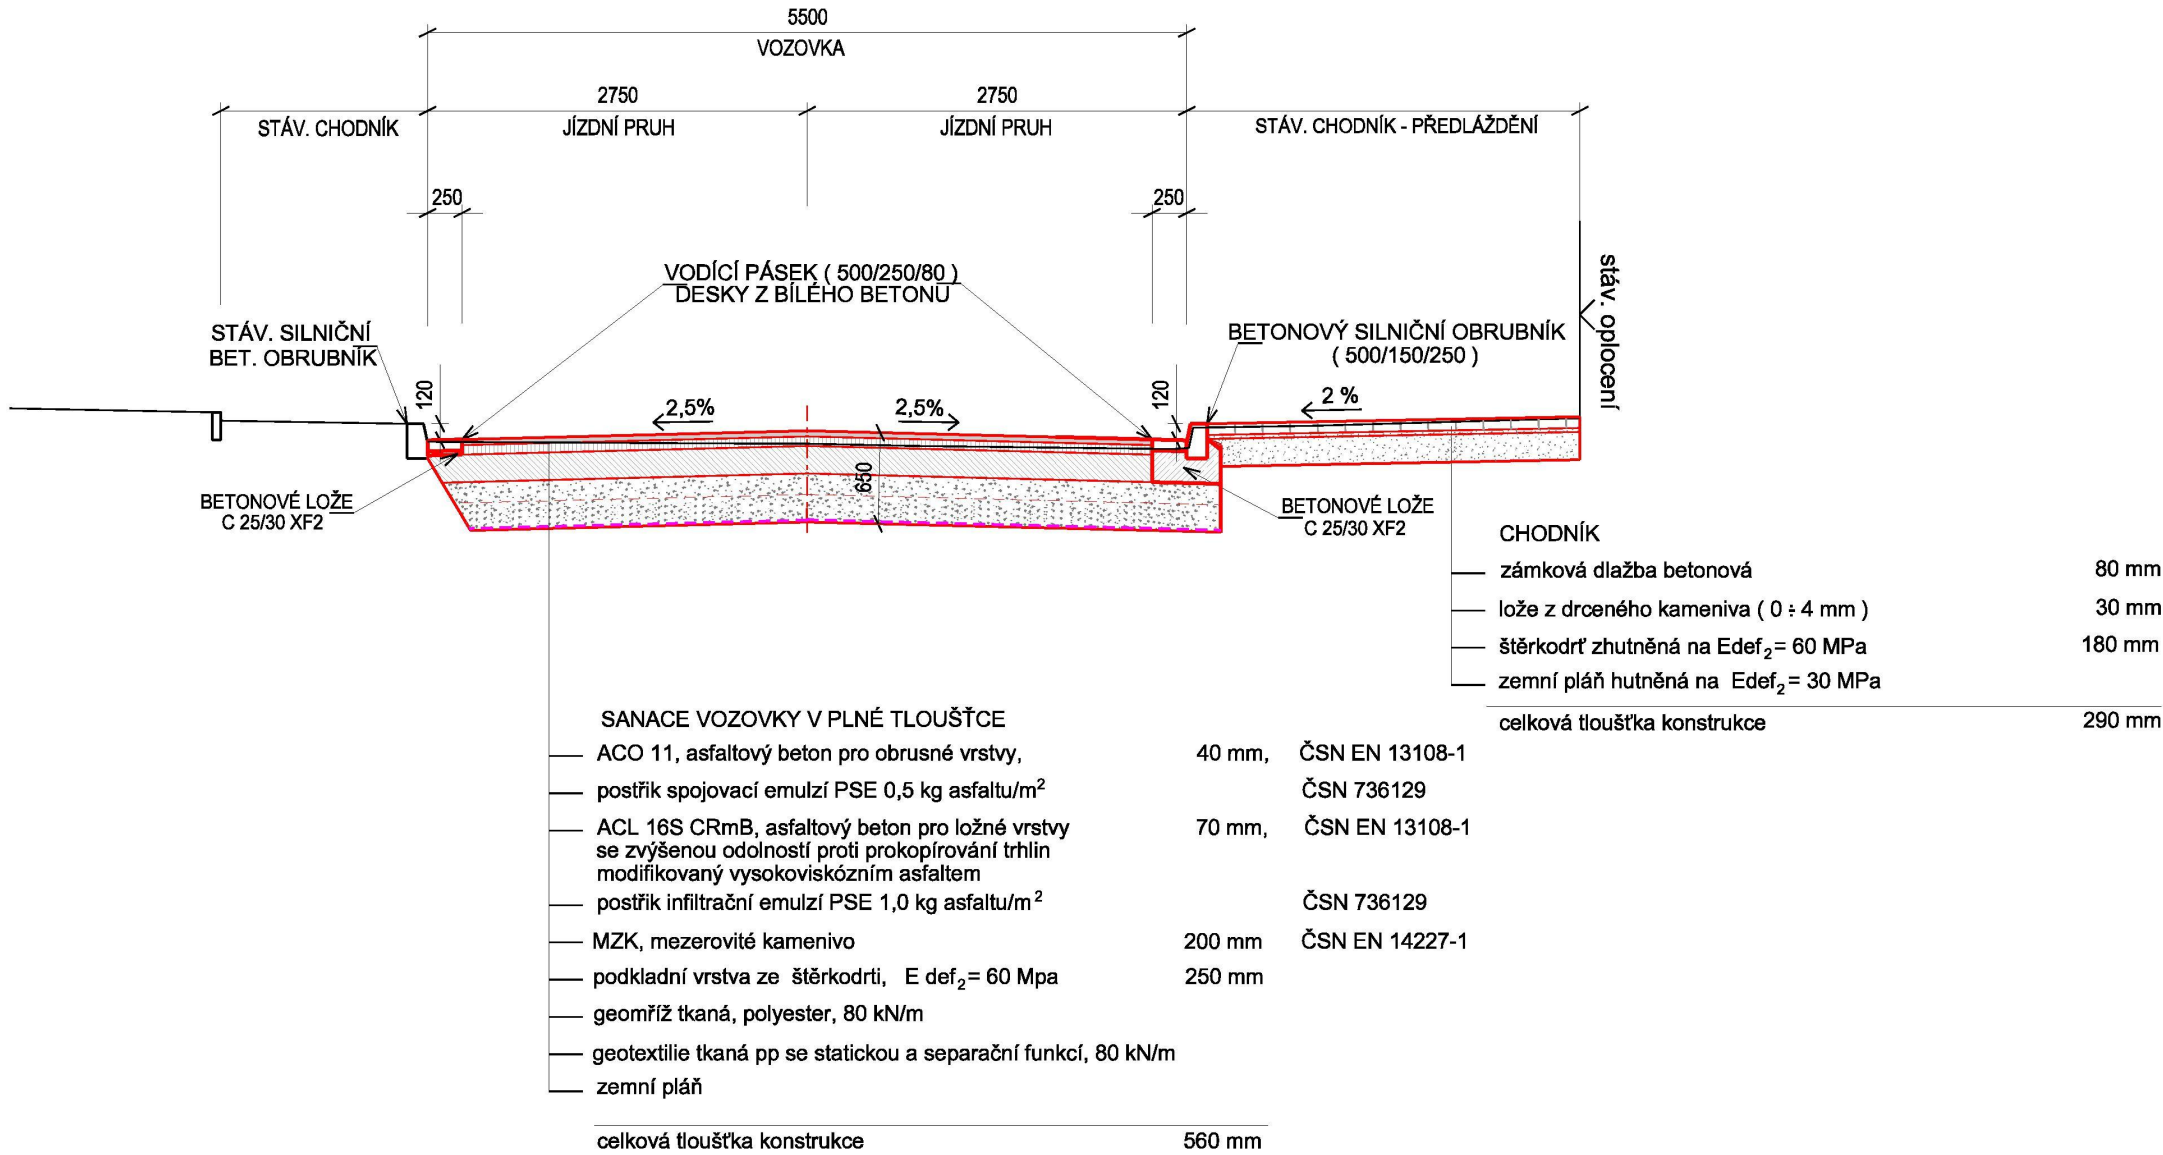 5500
VOZOVKA
2750
2750
STÁV. CHODNÍK
JÍZDNÍ PRUH
JÍZDNÍ PRUH
STÁV. CHODNÍK - PŘEDLÁŽDĚNÍ
250
250
VODÍCÍ PÁSEK ( 500/250/80 )
DESKY Z BÍLÉHO BETONU
stáv. oplocení
STÁV. SILNIČNÍ
BET. OBRUBNÍK
BETONOVÝ SILNIČNÍ OBRUBNÍK
( 500/150/250 )
120
120
2,5%
2,5%
2 %
650
BETONOVÉ LOŽE
C 25/30 XF2
BETONOVÉ LOŽE
C 25/30 XF2
CHODNÍK
zámková dlažba betonová 80 mm
lože z drceného kameniva ( 0 ÷ 4 mm ) 30 mm
štěrkodrť zhutněná na Edef₂= 60 MPa 180 mm
zemní pláň hutněná na Edef₂= 30 MPa
celková tloušťka konstrukce 290 mm
SANACE VOZOVKY V PLNÉ TLOUŠŤCE
ACO 11, asfaltový beton pro obrusné vrstvy, 40 mm, ČSN EN 13108-1
postřik spojovací emulzí PSE 0,5 kg asfaltu/m² ČSN 736129
ACL 16S CRmB, asfaltový beton pro ložné vrstvy 70 mm, ČSN EN 13108-1
se zvýšenou odolností proti prokopírování trhlin
modifikovaný vysokoviskózním asfaltem
postřik infiltrační emulzí PSE 1,0 kg asfaltu/m² ČSN 736129
MZK, mezerovité kamenivo 200 mm ČSN EN 14227-1
podkladní vrstva ze štěrkodrti, E def₂= 60 Mpa 250 mm
geomříž tkaná, polyester, 80 kN/m
geotextilie tkaná pp se statickou a separační funkcí, 80 kN/m
zemní pláň
celková tloušťka konstrukce 560 mm